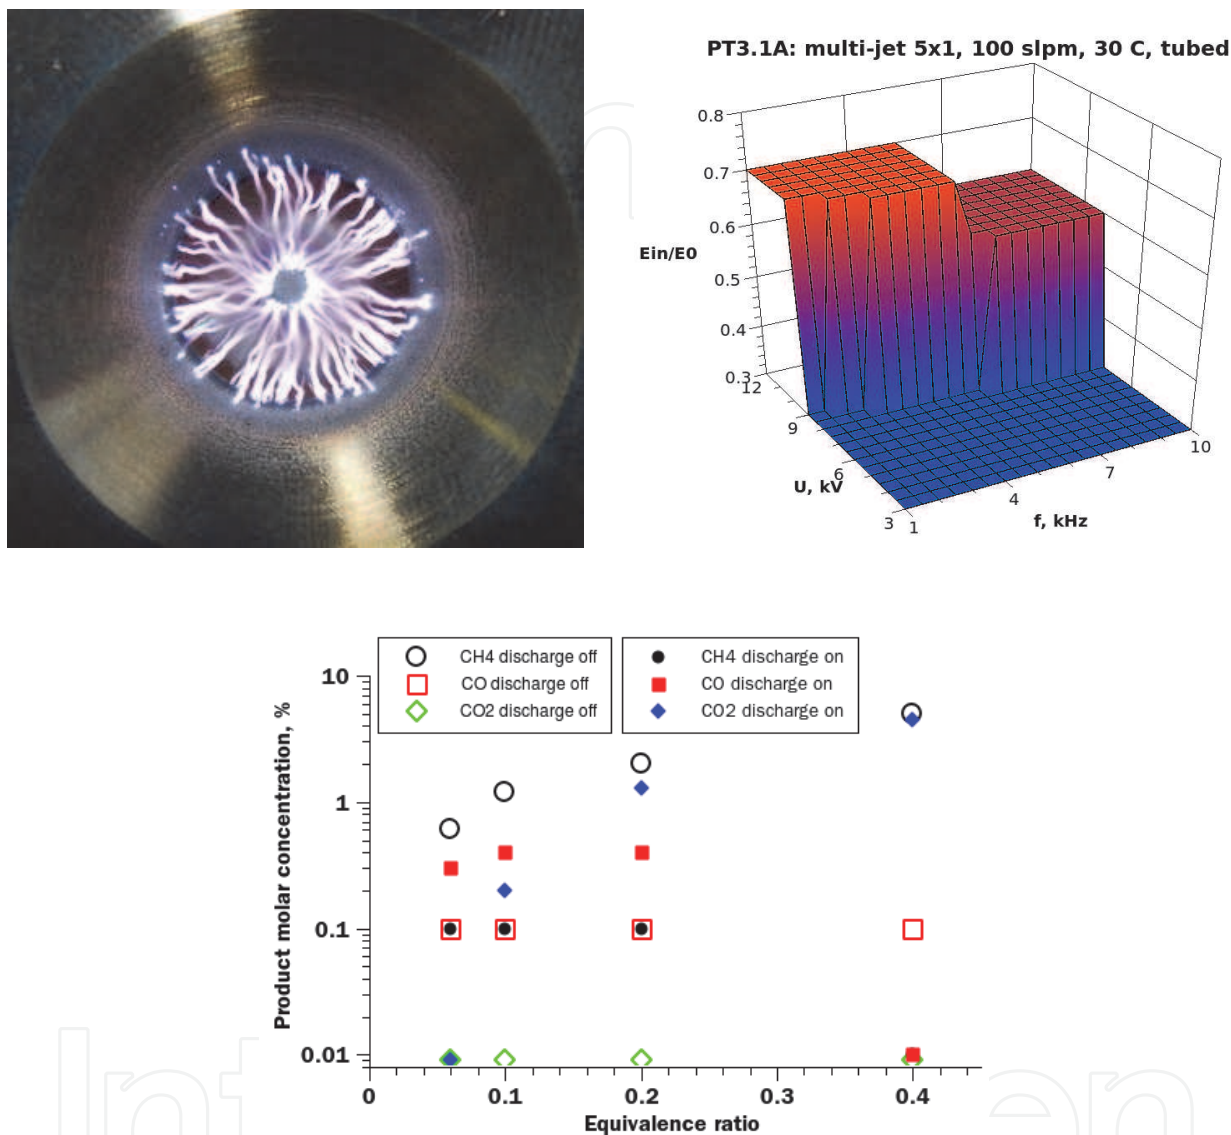 PT3.1A: multi-jet 5x1, 100 slpm, 30 C, tubed
0.8
0.7
0.6
Ein/E0
0.5
0.4
0.3
12
9
6
U, kV
3
1
4
7
10
f, kHz
CH4 discharge off
CO discharge off
CO2 discharge off
CH4 discharge on
CO discharge on
CO2 discharge on
Product molar concentration, %
10
1
0.1
0.01
0 0.1 0.2 0.3 0.4
Equivalence ratio